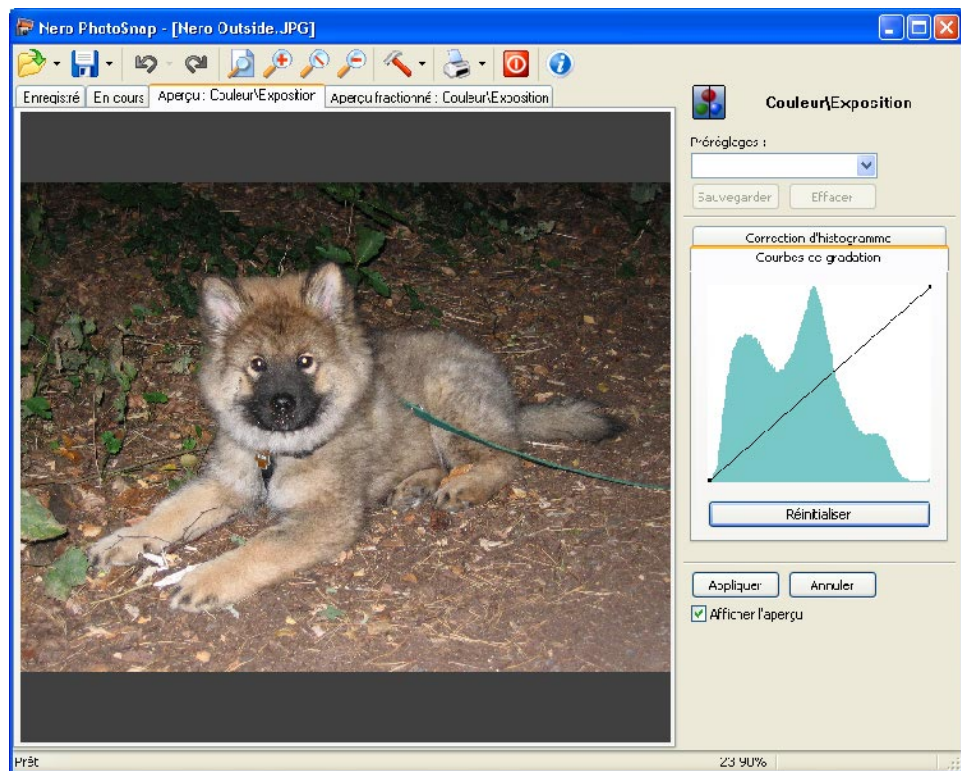 Nero PhotoSnap - [Nero Outside.JPG]
Enregistré En cours Aperçu : Couleur\Exposition Aperçu fractionné : Couleur\Exposition
Couleur\Exposition
Préréglages :
Sauvegarder Effacer
Correction d'histogramme
Courbes de gradation
Réinitialiser
Appliquer Annuler
Afficher l'aperçu
Prêt 23.90%